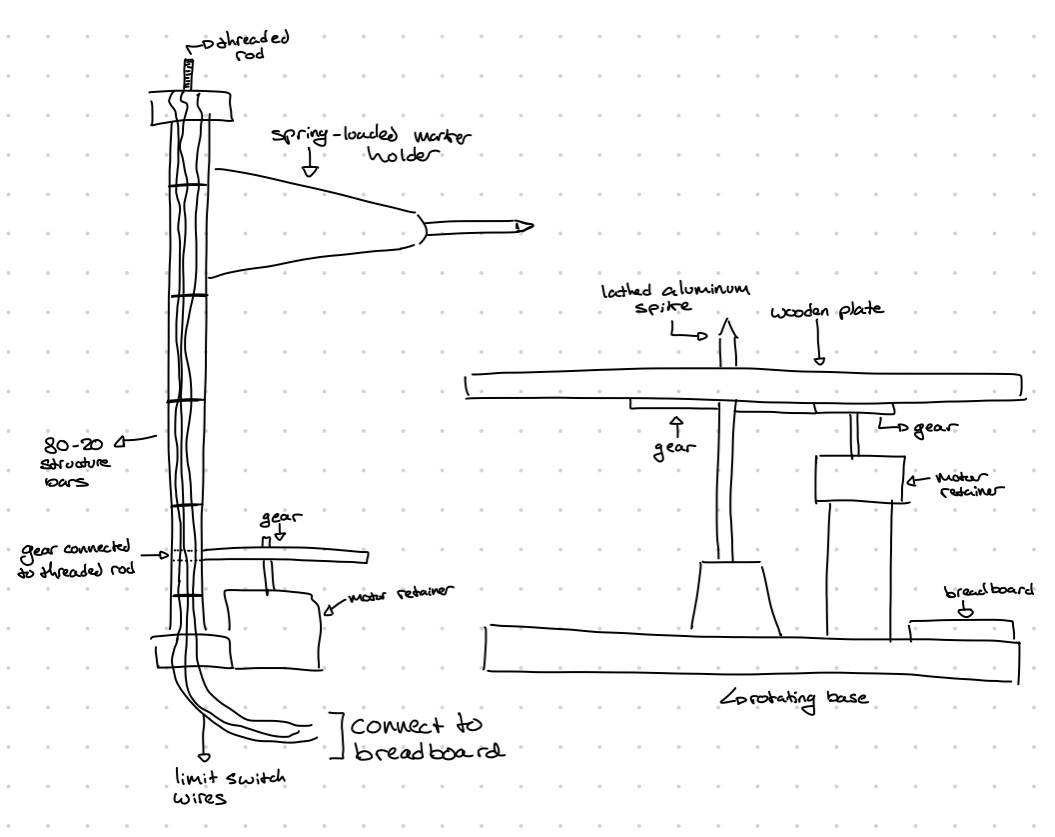 threaded
rod
spring-loaded marker
holder
80-20
structure
bars
gear connected
to threaded rod
gear
motor retainer
connect to
breadboard
limit switch
wires
lathed aluminum
spike
wooden plate
gear
gear
motor
retainer
breadboard
rotating base